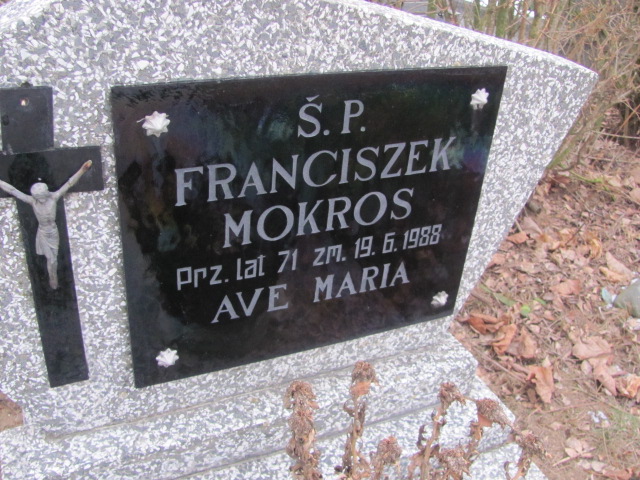 Š. P.
FRANCISZEK
MOKROS
prz. lat 71 zm. 19. 6. 1988
AVE MARIA